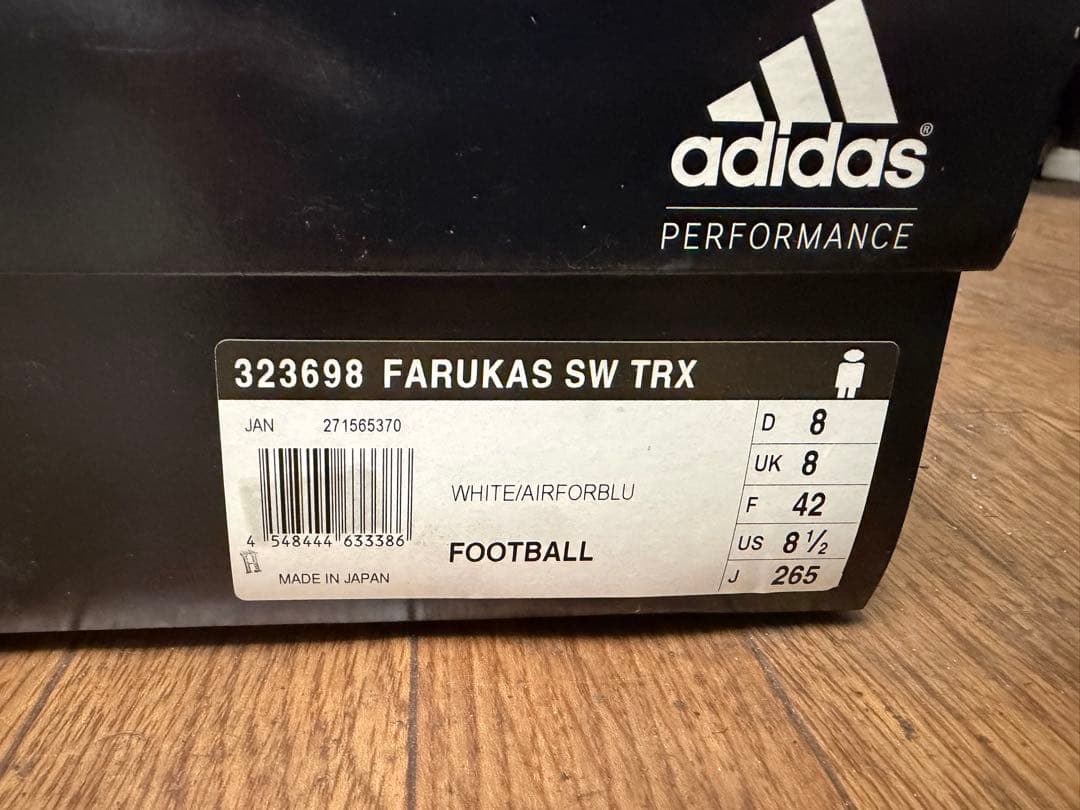 adidas®
PERFORMANCE
323698 FARUKAS SW TRX
JAN 271565370
4 548444 633386
H
MADE IN JAPAN
WHITE/AIRFORBLU
FOOTBALL
D 8
UK 8
F 42
US 8 ½
J 265